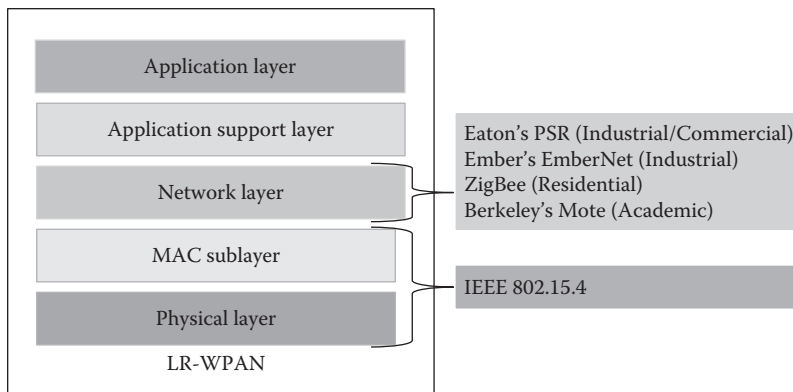 Application layer
Application support layer
Network layer
MAC sublayer
Physical layer
LR-WPAN
Eaton's PSR (Industrial/Commercial)
Ember's EmberNet (Industrial)
ZigBee (Residential)
Berkeley's Mote (Academic)
IEEE 802.15.4